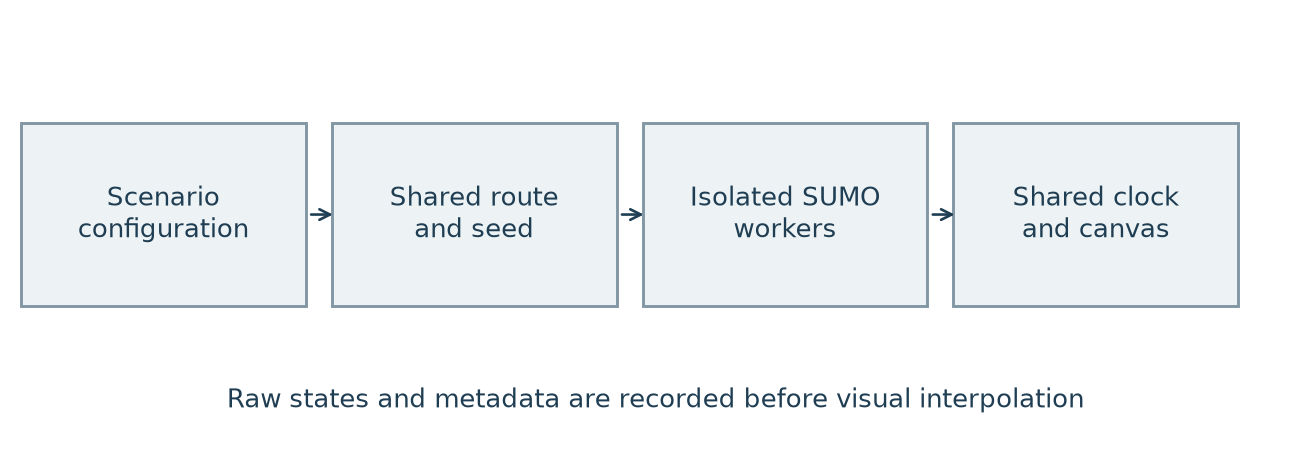 Scenario
configuration
Shared route
and seed
Isolated SUMO
workers
Shared clock
and canvas
Raw states and metadata are recorded before visual interpolation